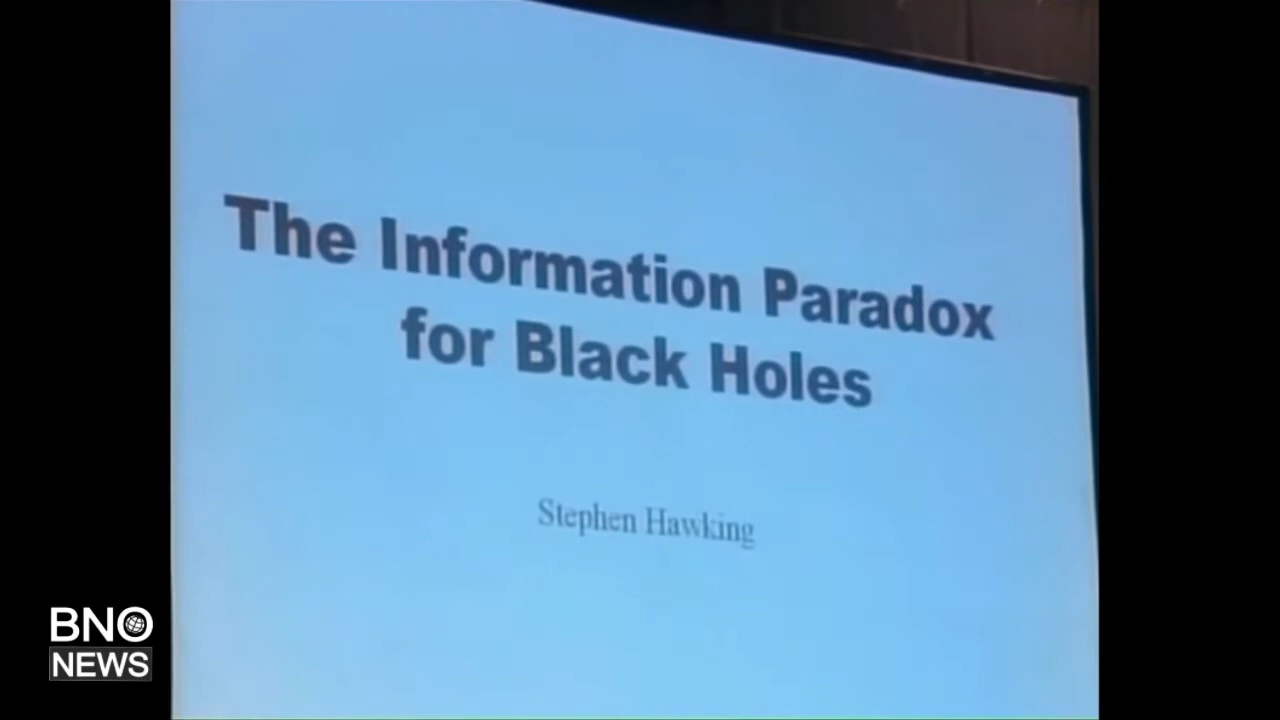 The Information Paradox
for Black Holes
Stephen Hawking
BNO
NEWS